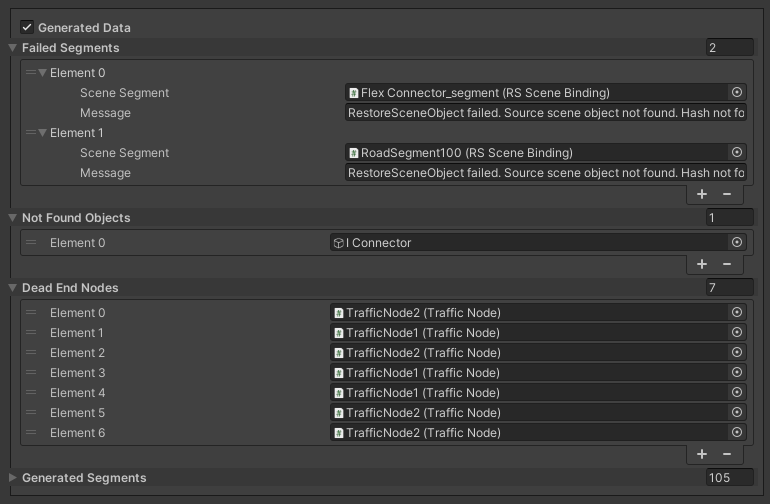 Generated Data
Failed Segments 2
Element 0
Scene Segment Flex Connector_segment (RS Scene Binding)
Message RestoreSceneObject failed. Source scene object not found. Hash not fo
Element 1
Scene Segment RoadSegment100 (RS Scene Binding)
Message RestoreSceneObject failed. Source scene object not found. Hash not fo
Not Found Objects 1
Element 0 I Connector
Dead End Nodes 7
Element 0 TrafficNode2 (Traffic Node)
Element 1 TrafficNode1 (Traffic Node)
Element 2 TrafficNode2 (Traffic Node)
Element 3 TrafficNode1 (Traffic Node)
Element 4 TrafficNode1 (Traffic Node)
Element 5 TrafficNode2 (Traffic Node)
Element 6 TrafficNode2 (Traffic Node)
Generated Segments 105